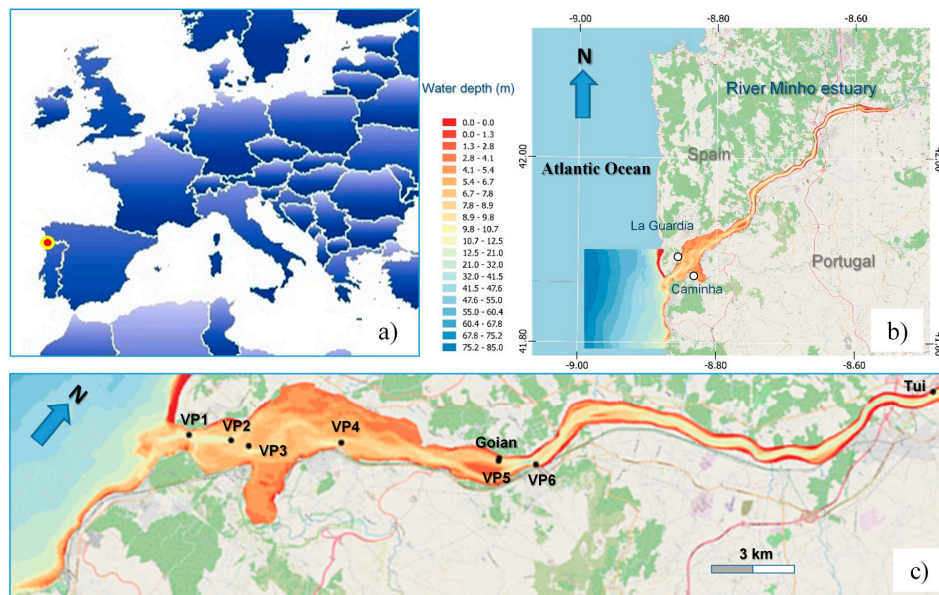 a)
Water depth (m)
0.0 - 0.0
0.0 - 1.3
1.3 - 2.8
2.8 - 4.1
4.1 - 5.4
5.4 - 6.7
6.7 - 7.8
7.8 - 8.9
8.9 - 9.8
9.8 - 10.7
10.7 - 12.5
12.5 - 21.0
21.0 - 32.0
32.0 - 41.5
41.5 - 47.6
47.6 - 55.0
55.0 - 60.4
60.4 - 67.8
67.8 - 75.2
75.2 - 85.0
-9.00 -8.80 -8.60
N
River Minho estuary
Spain
42.00
Atlantic Ocean
La Guardia
Portugal
Caminha
41.80
b)
-9.00 -8.80 -8.60
N
Tui
VP1
VP2
VP3
VP4
Goian
VP5
VP6
3 km
c)